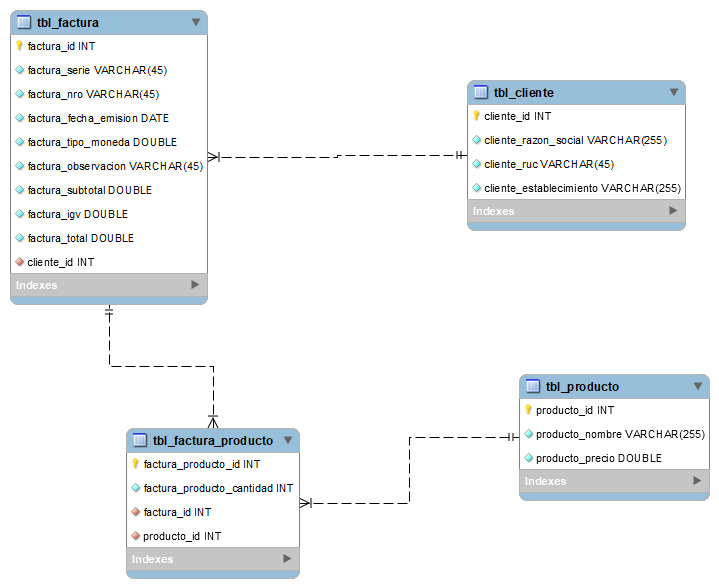 tbl_factura
factura_id INT
factura_serie VARCHAR(45)
factura_nro VARCHAR(45)
factura_fecha_emision DATE
factura_tipo_moneda DOUBLE
factura_observacion VARCHAR(45)
factura_subtotal DOUBLE
factura_igv DOUBLE
factura_total DOUBLE
cliente_id INT
Indexes
tbl_cliente
cliente_id INT
cliente_razon_social VARCHAR(255)
cliente_ruc VARCHAR(45)
cliente_establecimiento VARCHAR(255)
Indexes
tbl_factura_producto
factura_producto_id INT
factura_producto_cantidad INT
factura_id INT
producto_id INT
Indexes
tbl_producto
producto_id INT
producto_nombre VARCHAR(255)
producto_precio DOUBLE
Indexes